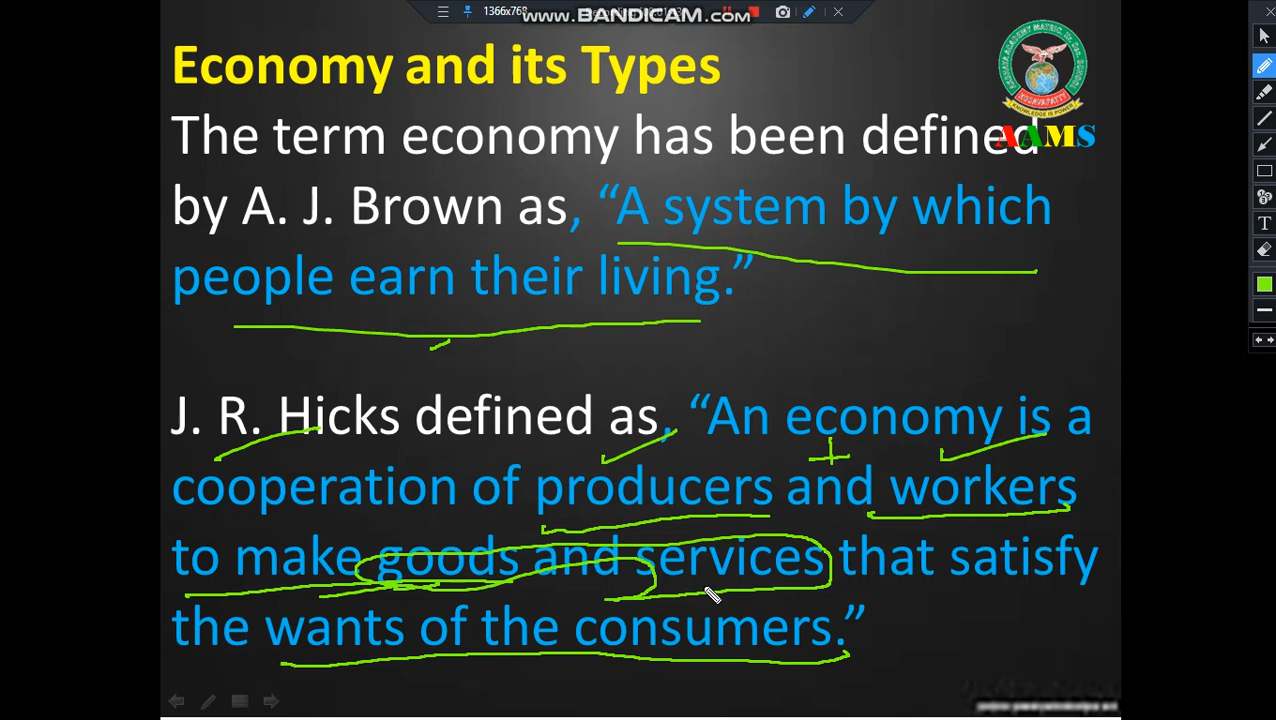 1366x768
www.BANDICAM.com
Economy and its Types
AAMS
The term economy has been defined
by A. J. Brown as, “A system by which
people earn their living.”
J. R. Hicks defined as, “An economy is a
cooperation of producers and workers
to make goods and services that satisfy
the wants of the consumers.”